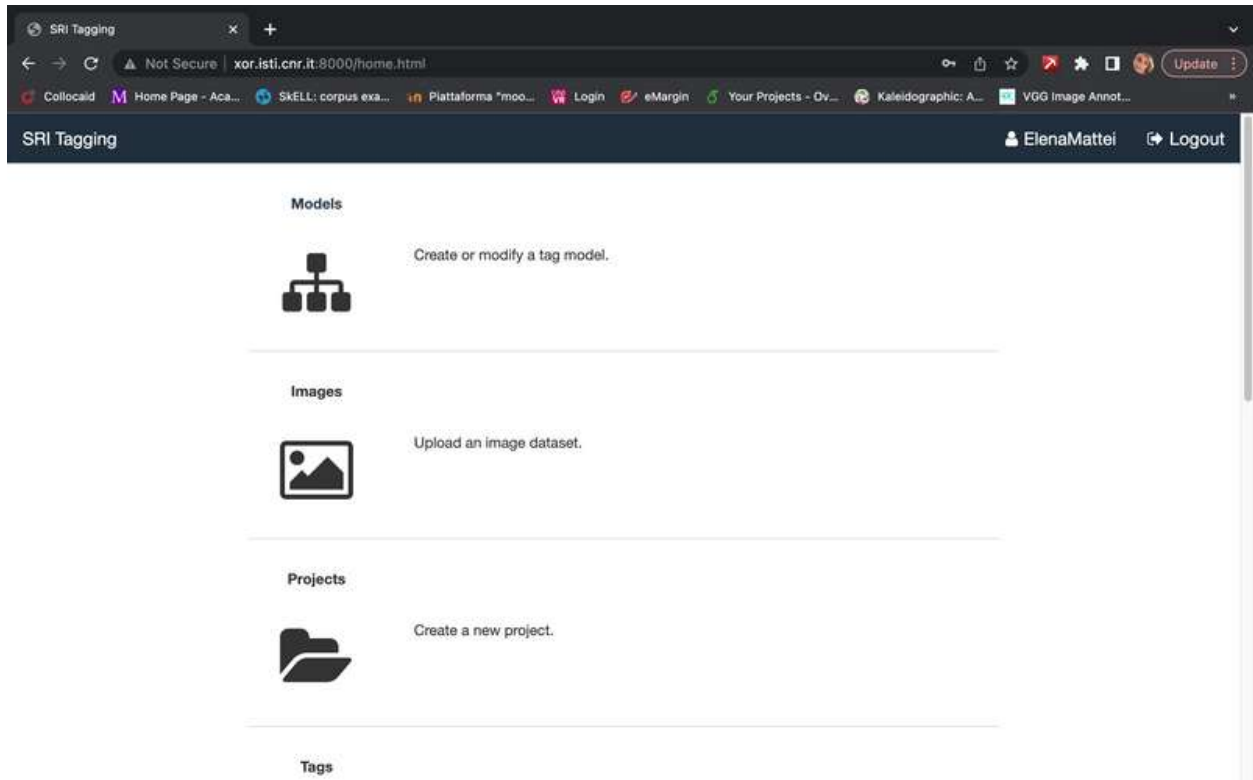 SRI Tagging
Not Secure | xor.isti.cnr.it:8000/home.html Update
Collocaid M Home Page - Aca... SkELL: corpus exa... Piattaforma "moo... Login eMargin Your Projects - Ov... Kaleidographic: A... VGG Image Annot... »
SRI Tagging ElenaMattei Logout
Models
Create or modify a tag model.
Images
Upload an image dataset.
Projects
Create a new project.
Tags